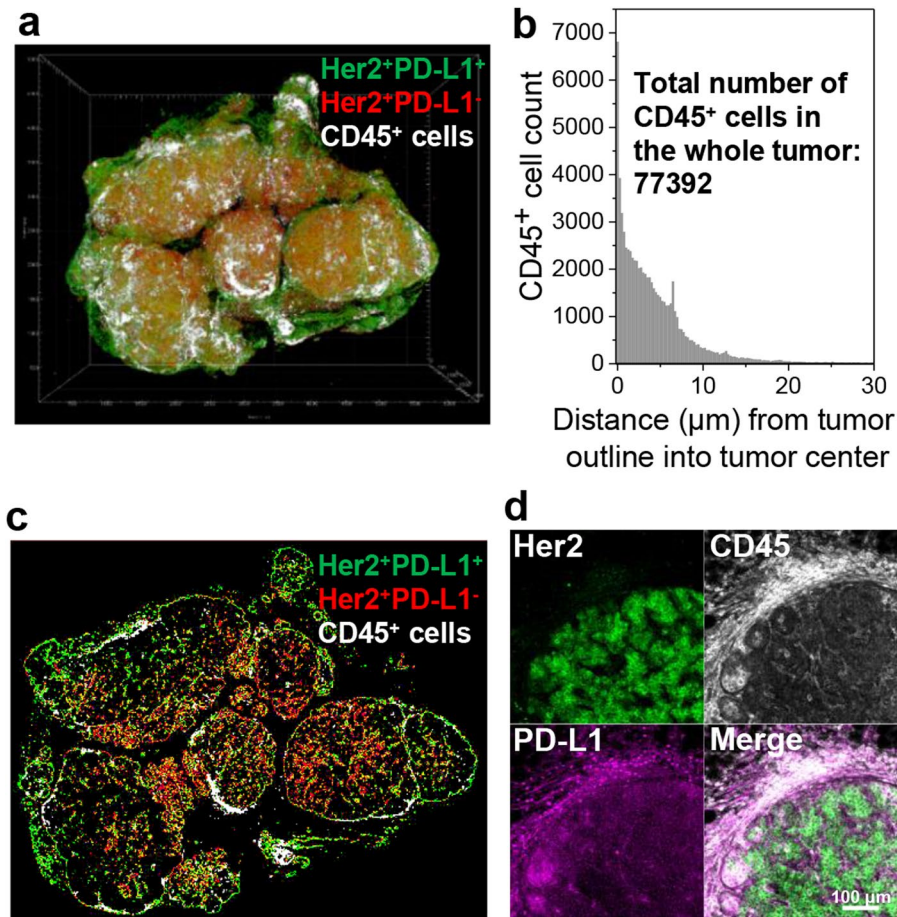 a
Her2⁺PD-L1⁺
Her2⁺PD-L1⁻
CD45⁺ cells
b
7000
6000
5000
4000
3000
2000
1000
0
CD45⁺ cell count
Total number of
CD45⁺ cells in
the whole tumor:
77392
0 10 20 30
Distance (µm) from tumor
outline into tumor center
c
Her2⁺PD-L1⁺
Her2⁺PD-L1⁻
CD45⁺ cells
d
Her2
CD45
PD-L1
Merge
100 µm